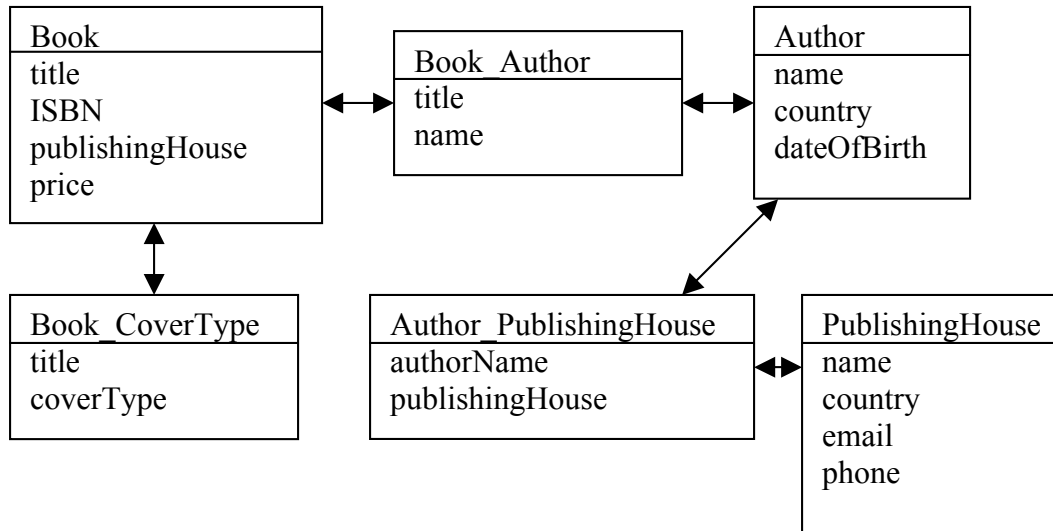 Book
title
ISBN
publishingHouse
price
Book_Author
title
name
Author
name
country
dateOfBirth
Book_CoverType
title
coverType
Author_PublishingHouse
authorName
publishingHouse
PublishingHouse
name
country
email
phone